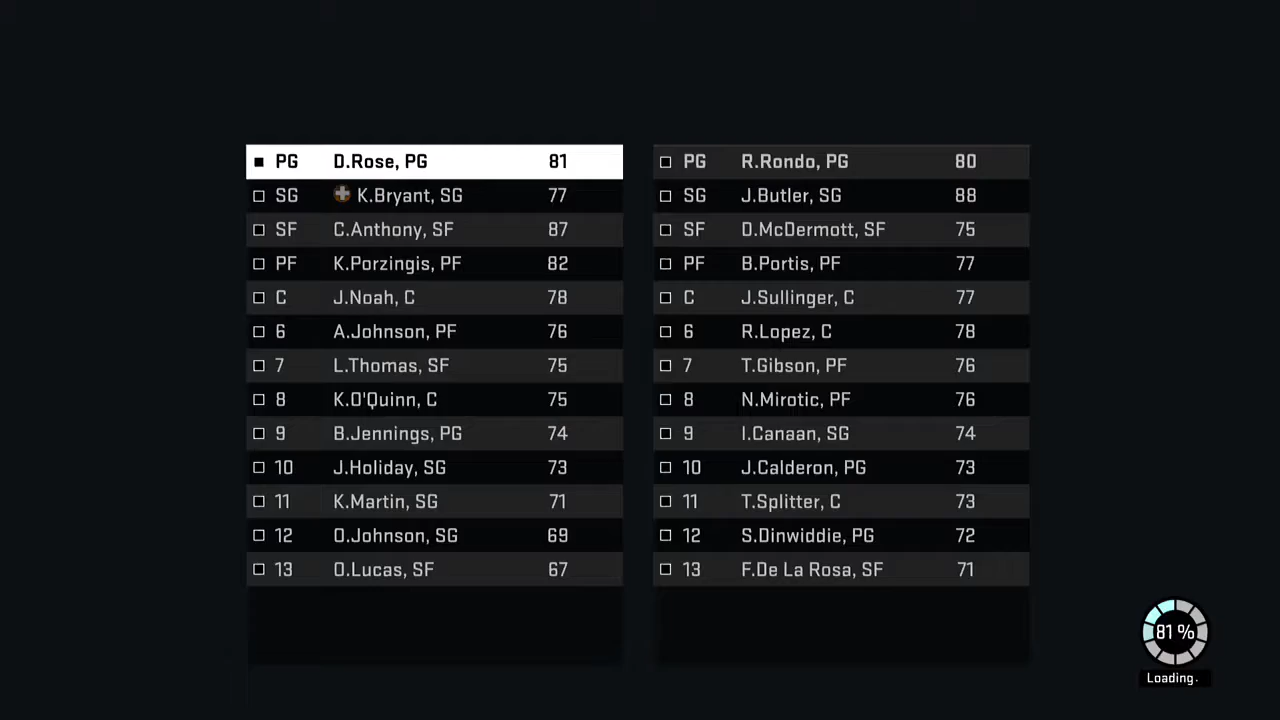 PG D.Rose, PG 81
SG K.Bryant, SG 77
SF C.Anthony, SF 87
PF K.Porzingis, PF 82
C J.Noah, C 78
6 A.Johnson, PF 76
7 L.Thomas, SF 75
8 K.O'Quinn, C 75
9 B.Jennings, PG 74
10 J.Holiday, SG 73
11 K.Martin, SG 71
12 O.Johnson, SG 69
13 O.Lucas, SF 67
PG R.Rondo, PG 80
SG J.Butler, SG 88
SF D.McDermott, SF 75
PF B.Portis, PF 77
C J.Sullinger, C 77
6 R.Lopez, C 78
7 T.Gibson, PF 76
8 N.Mirotic, PF 76
9 I.Canaan, SG 74
10 J.Calderon, PG 73
11 T.Splitter, C 73
12 S.Dinwiddie, PG 72
13 F.De La Rosa, SF 71
81 %
Loading.